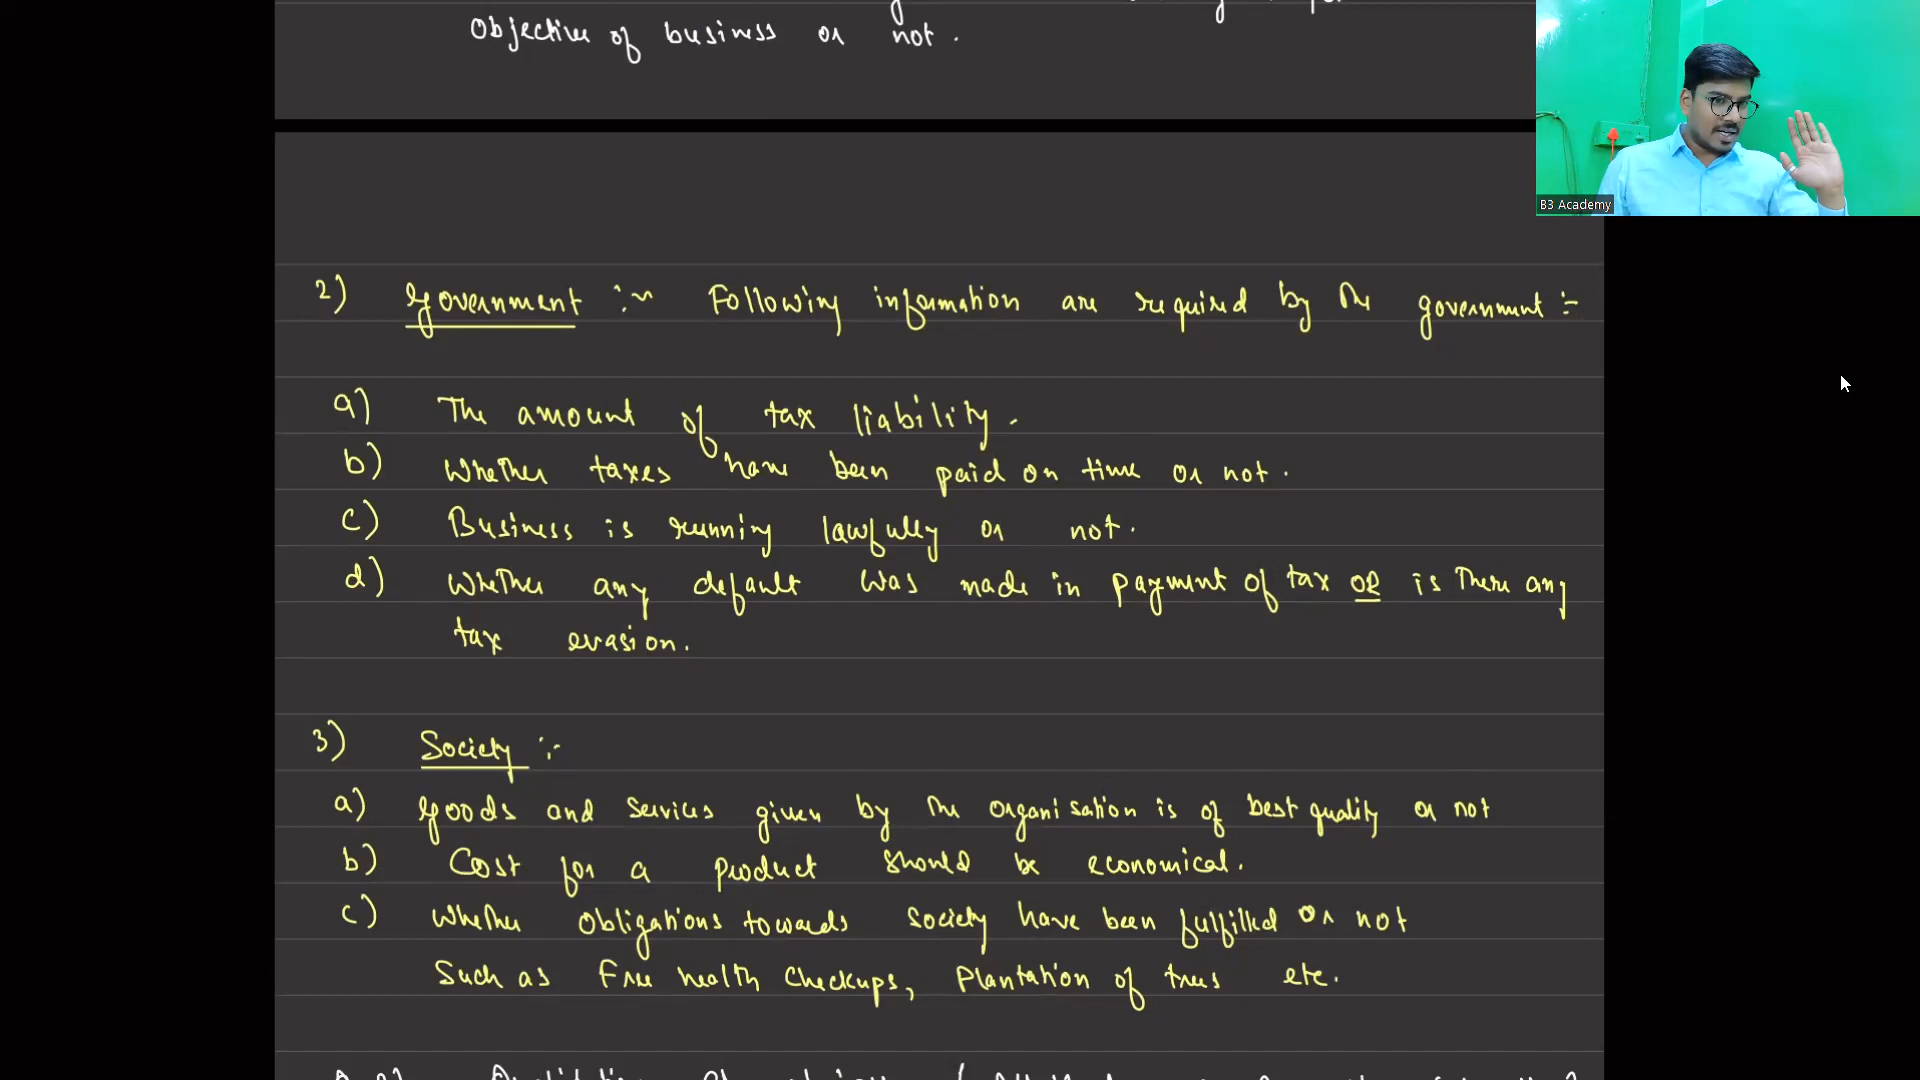 Objective of business or not.
B3 Academy
2) Government :~ Following information are required by the government :-
a) The amount of tax liability.
b) Whether taxes have been paid on time or not.
c) Business is running lawfully or not.
d) Whether any default was made in payment of tax OR is there any
tax evasion.
3) Society :-
a) Goods and services given by the organisation is of best quality or not
b) Cost for a product should be economical.
c) Whether obligations towards society have been fulfilled or not
Such as Free health checkups, Plantation of trees etc.